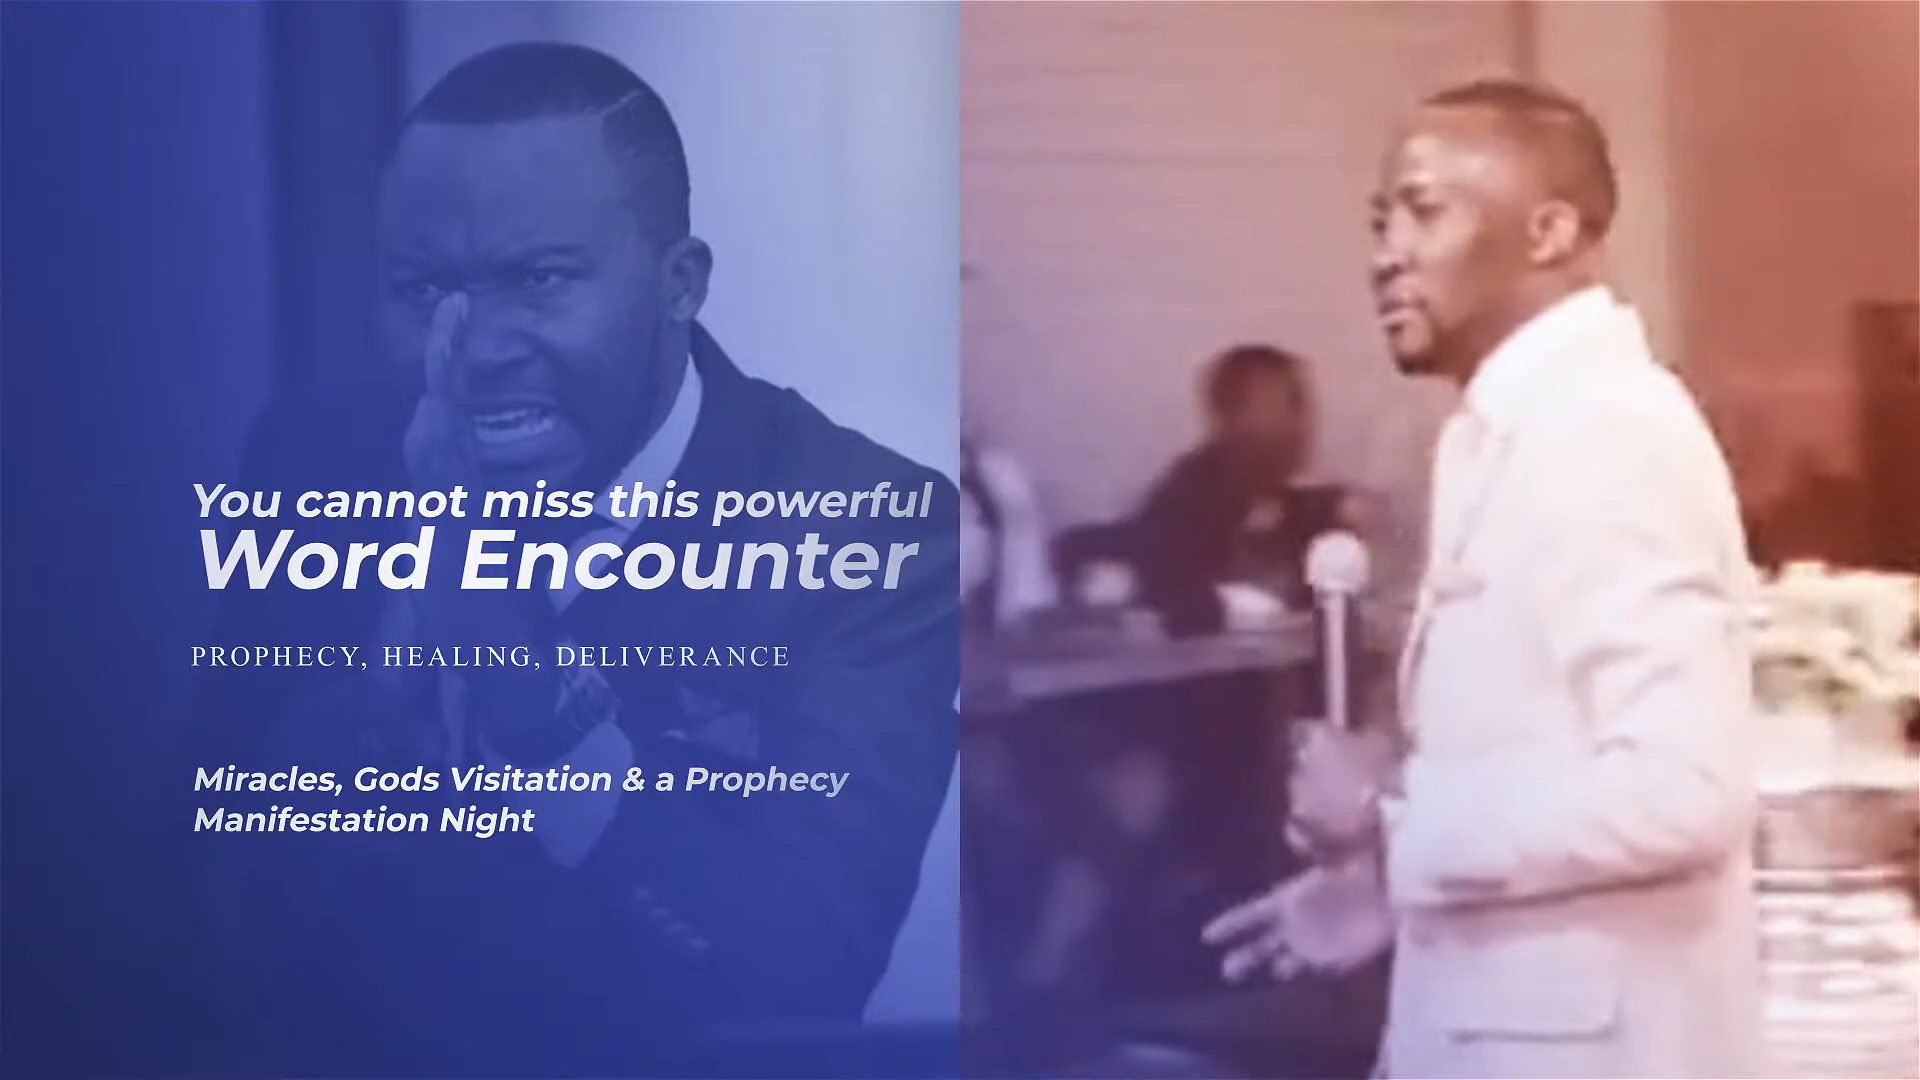 You cannot miss this powerful
Word Encounter
PROPHECY, HEALING, DELIVERANCE
Miracles, Gods Visitation & a Prophecy
Manifestation Night